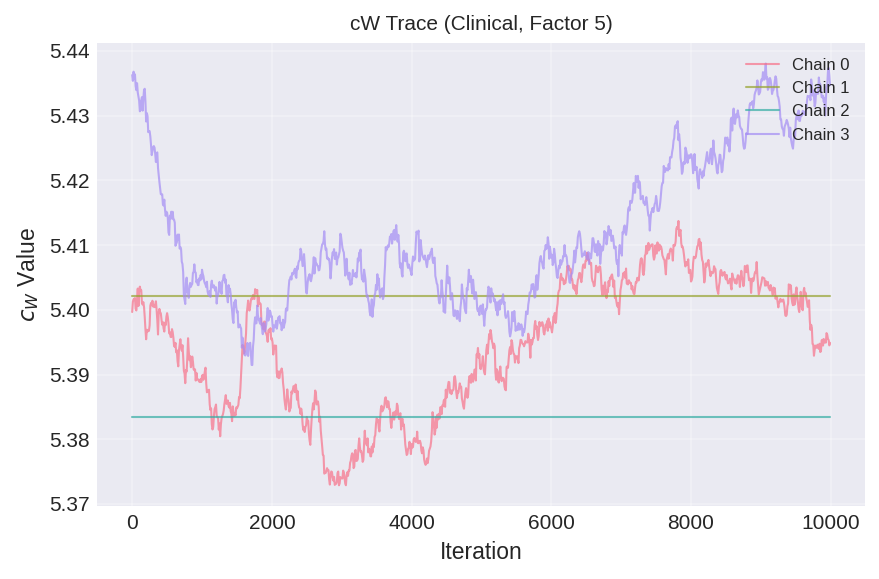 cW Trace (Clinical, Factor 5)
5.44
5.43
5.42
5.41
5.40
5.39
5.38
5.37
c_W Value
Chain 0
Chain 1
Chain 2
Chain 3
0 2000 4000 6000 8000 10000
Iteration